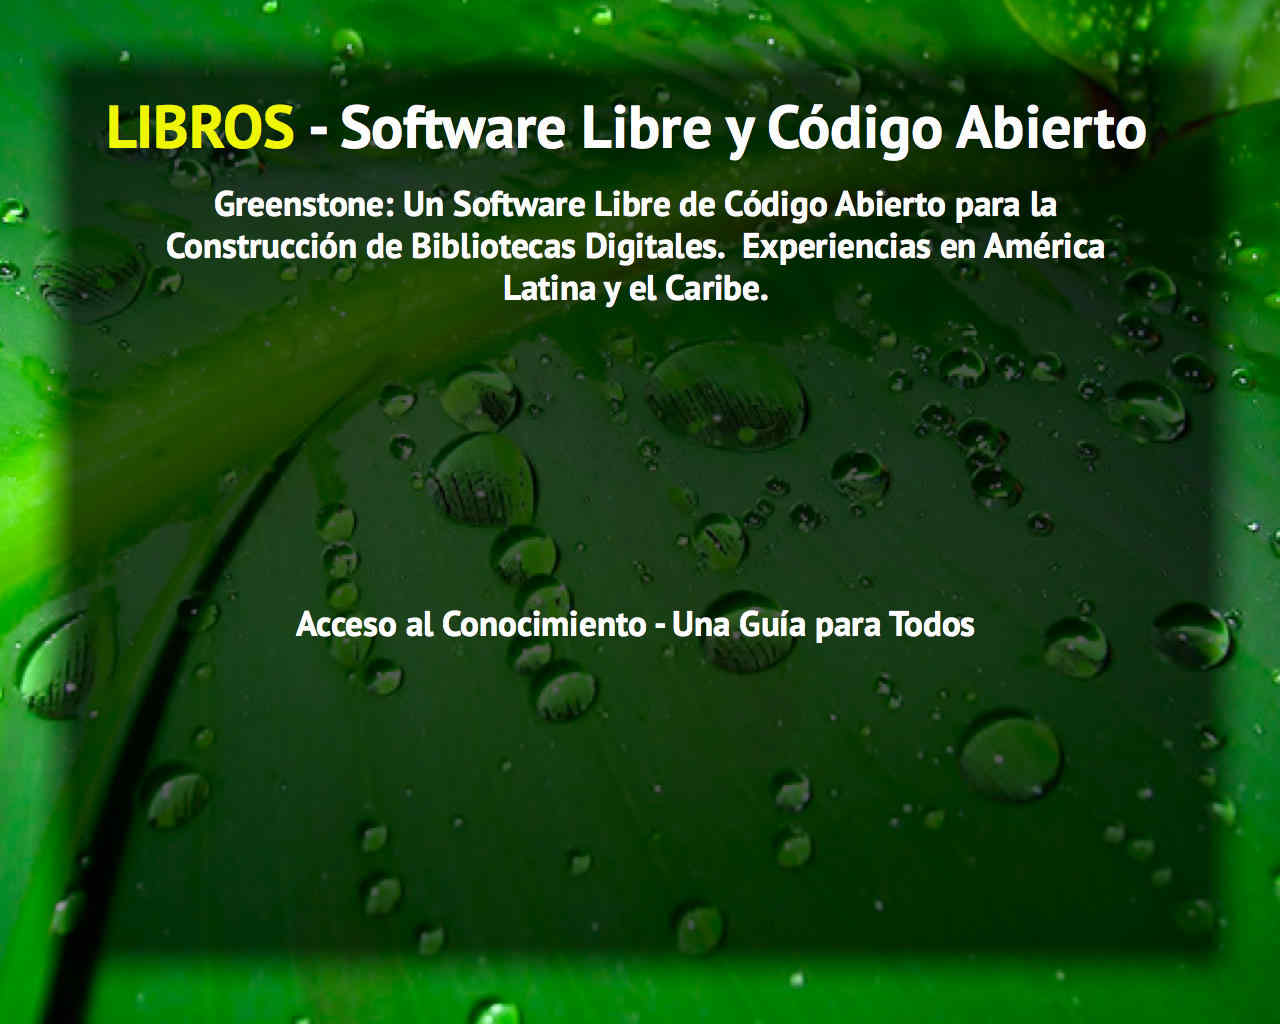 LIBROS - Software Libre y Código Abierto
Greenstone: Un Software Libre de Código Abierto para la
Construcción de Bibliotecas Digitales.  Experiencias en América
Latina y el Caribe.
Acceso al Conocimiento - Una Guía para Todos